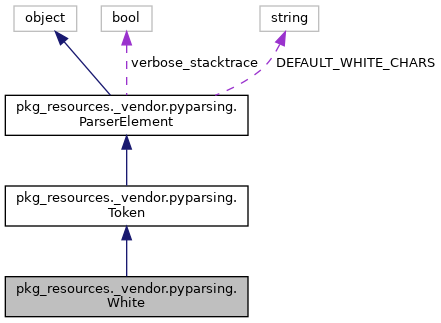 object
bool
string
verbose_stacktrace
DEFAULT_WHITE_CHARS
pkg_resources._vendor.pyparsing.
ParserElement
pkg_resources._vendor.pyparsing.
Token
pkg_resources._vendor.pyparsing.
White